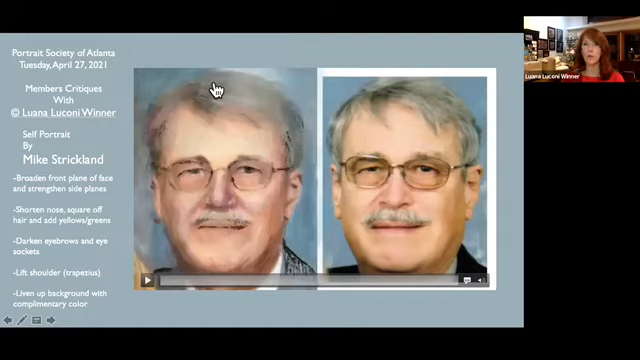 Portrait Society of Atlanta
Tuesday, April 27, 2021
Members Critiques
With
© Luana Luconi Winner
Self Portrait
By
Mike Strickland
-Broaden front plane of face
and strengthen side planes
-Shorten nose, square off
hair and add yellows/greens
-Darken eyebrows and eye
sockets
-Lift shoulder (trapezius)
-Liven up background with
complimentary color
Luana Luconi Winner